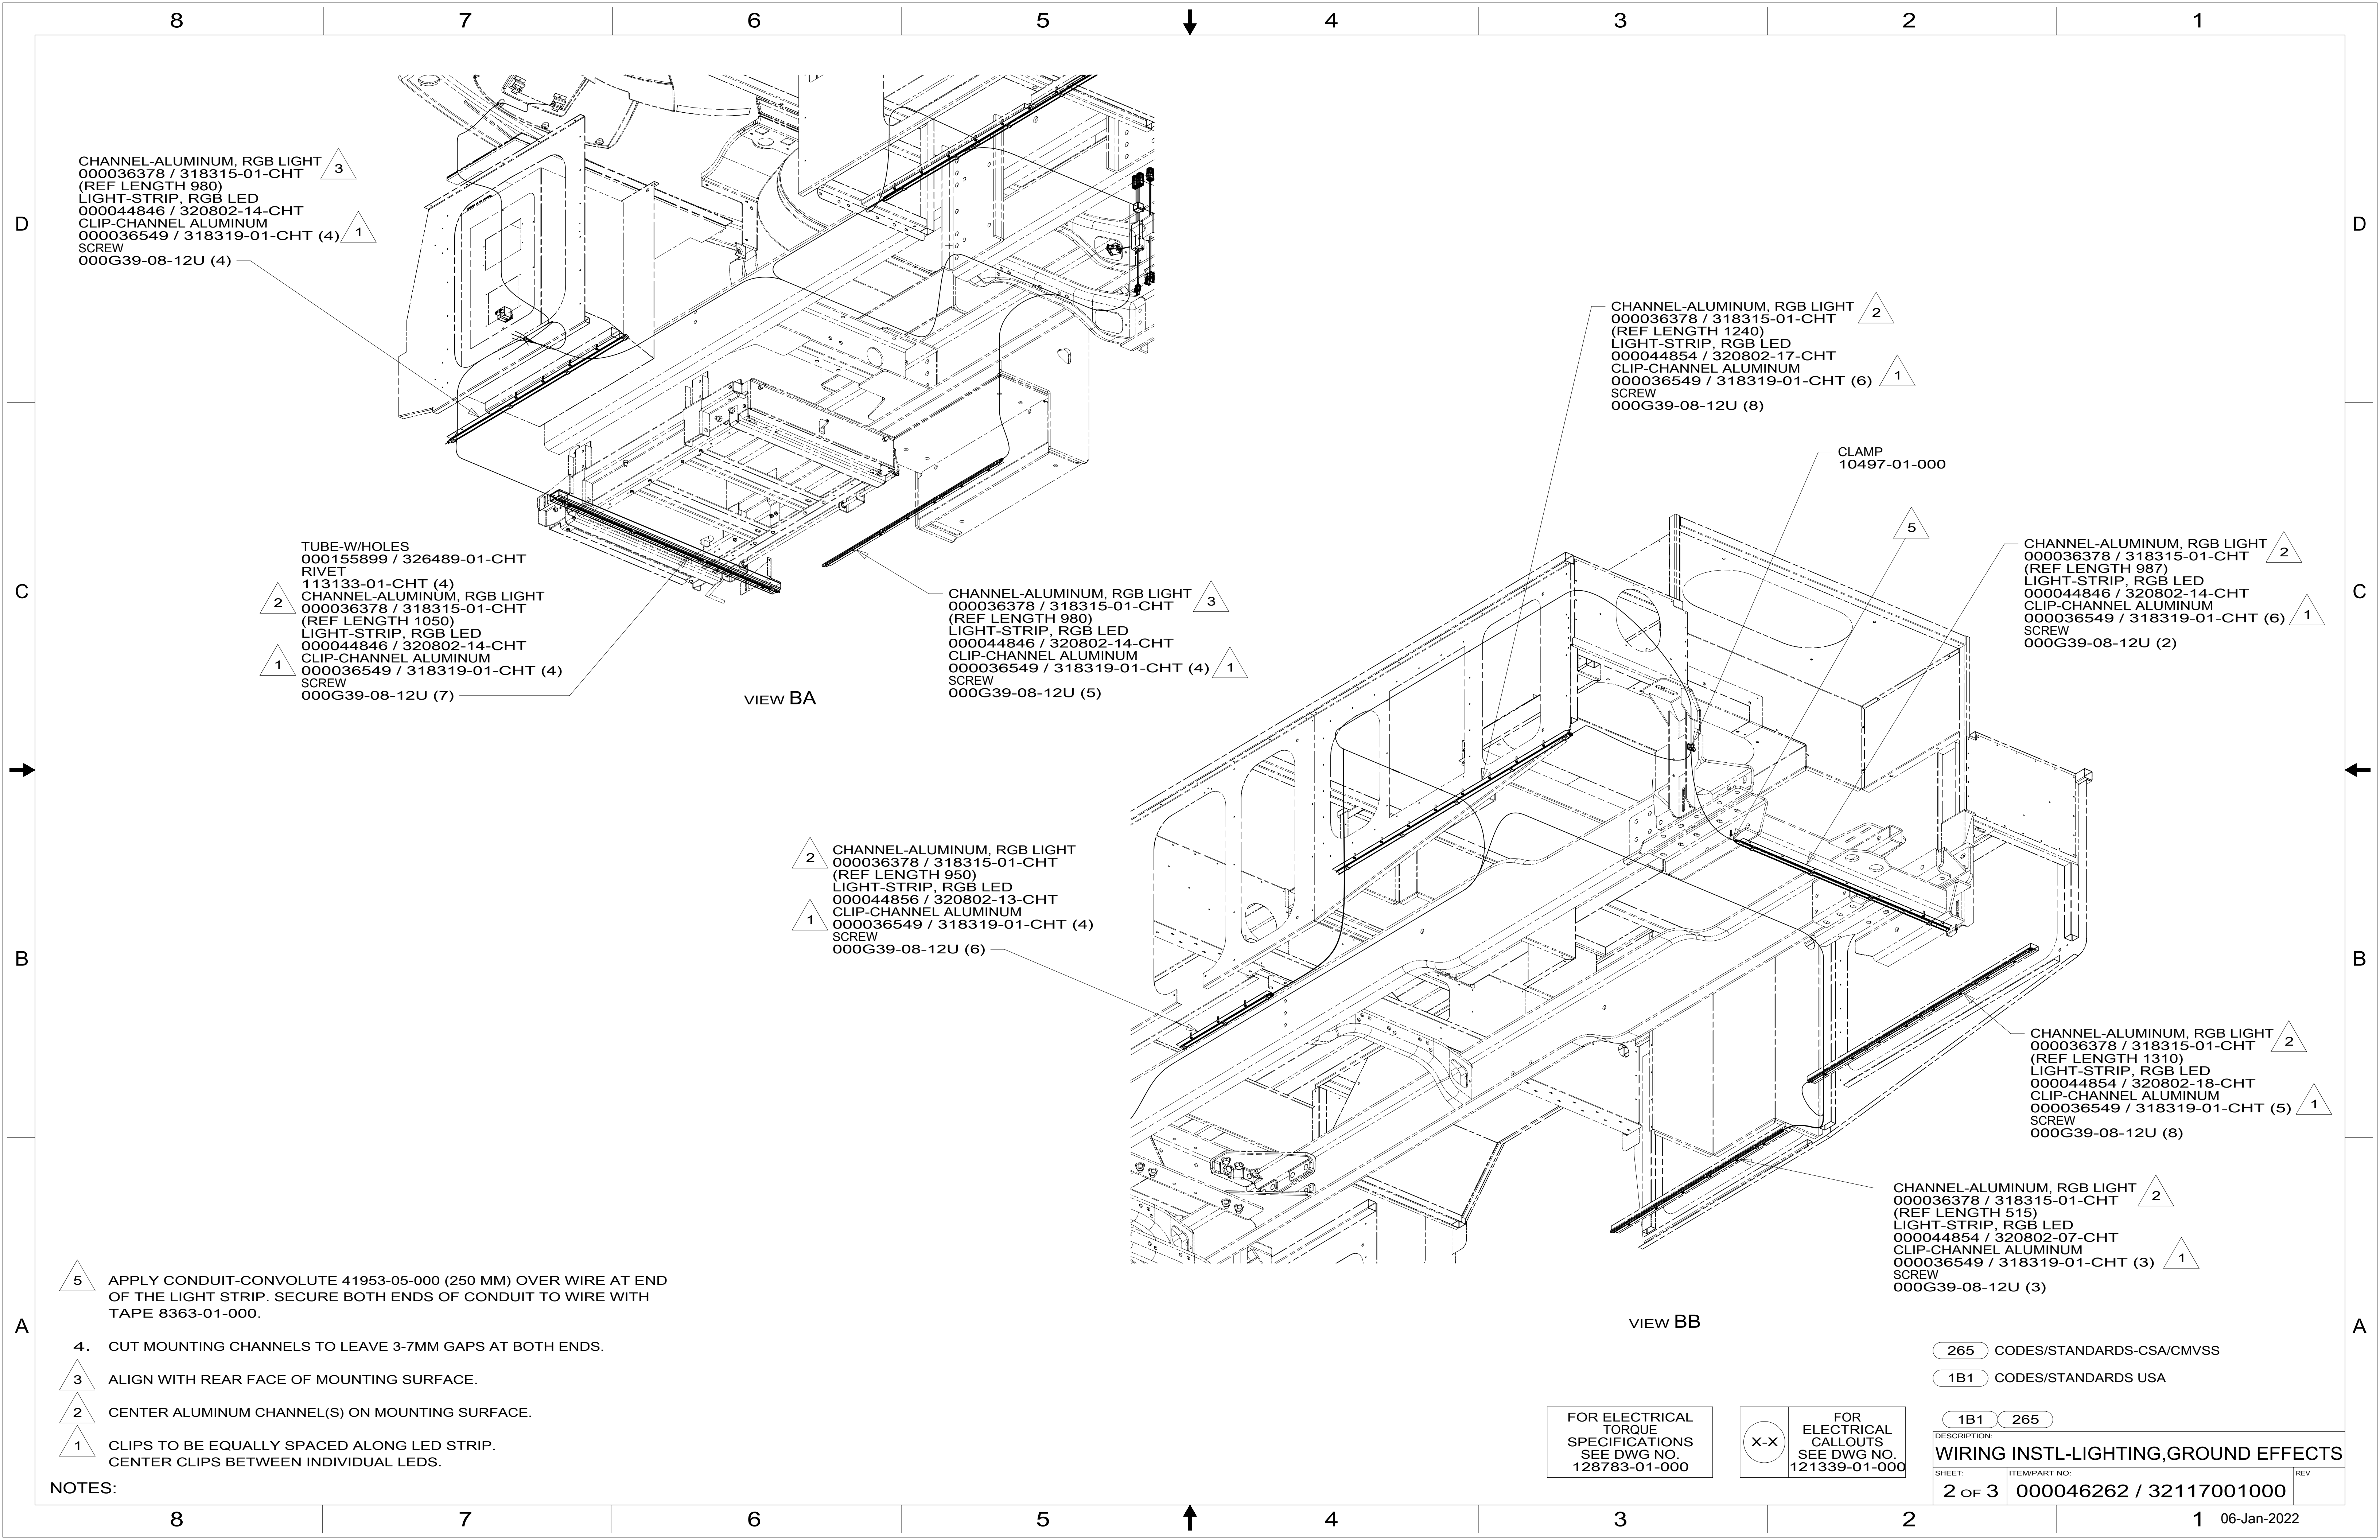 8 7 6 5 4 3 2 1
D
D
C
C
B
B
A
A
CHANNEL-ALUMINUM, RGB LIGHT
000036378 / 318315-01-CHT
3
(REF LENGTH 980)
LIGHT-STRIP, RGB LED
000044846 / 320802-14-CHT
CLIP-CHANNEL ALUMINUM
000036549 / 318319-01-CHT (4)
1
SCREW
000G39-08-12U (4)
TUBE-W/HOLES
000155899 / 326489-01-CHT
RIVET
113133-01-CHT (4)
2
CHANNEL-ALUMINUM, RGB LIGHT
000036378 / 318315-01-CHT
(REF LENGTH 1050)
LIGHT-STRIP, RGB LED
000044846 / 320802-14-CHT
1
CLIP-CHANNEL ALUMINUM
000036549 / 318319-01-CHT (4)
SCREW
000G39-08-12U (7)
VIEW BA
CHANNEL-ALUMINUM, RGB LIGHT
000036378 / 318315-01-CHT
3
(REF LENGTH 980)
LIGHT-STRIP, RGB LED
000044846 / 320802-14-CHT
CLIP-CHANNEL ALUMINUM
000036549 / 318319-01-CHT (4)
1
SCREW
000G39-08-12U (5)
CHANNEL-ALUMINUM, RGB LIGHT
000036378 / 318315-01-CHT
2
(REF LENGTH 1240)
LIGHT-STRIP, RGB LED
000044854 / 320802-17-CHT
CLIP-CHANNEL ALUMINUM
000036549 / 318319-01-CHT (6)
1
SCREW
000G39-08-12U (8)
CLAMP
10497-01-000
5
CHANNEL-ALUMINUM, RGB LIGHT
000036378 / 318315-01-CHT
2
(REF LENGTH 987)
LIGHT-STRIP, RGB LED
000044846 / 320802-14-CHT
CLIP-CHANNEL ALUMINUM
000036549 / 318319-01-CHT (6)
1
SCREW
000G39-08-12U (2)
2
CHANNEL-ALUMINUM, RGB LIGHT
000036378 / 318315-01-CHT
(REF LENGTH 950)
LIGHT-STRIP, RGB LED
000044856 / 320802-13-CHT
1
CLIP-CHANNEL ALUMINUM
000036549 / 318319-01-CHT (4)
SCREW
000G39-08-12U (6)
CHANNEL-ALUMINUM, RGB LIGHT
000036378 / 318315-01-CHT
2
(REF LENGTH 1310)
LIGHT-STRIP, RGB LED
000044854 / 320802-18-CHT
CLIP-CHANNEL ALUMINUM
000036549 / 318319-01-CHT (5)
1
SCREW
000G39-08-12U (8)
CHANNEL-ALUMINUM, RGB LIGHT
000036378 / 318315-01-CHT
2
(REF LENGTH 515)
LIGHT-STRIP, RGB LED
000044854 / 320802-07-CHT
CLIP-CHANNEL ALUMINUM
000036549 / 318319-01-CHT (3)
1
SCREW
000G39-08-12U (3)
VIEW BB
5 APPLY CONDUIT-CONVOLUTE 41953-05-000 (250 MM) OVER WIRE AT END
OF THE LIGHT STRIP. SECURE BOTH ENDS OF CONDUIT TO WIRE WITH
TAPE 8363-01-000.
4. CUT MOUNTING CHANNELS TO LEAVE 3-7MM GAPS AT BOTH ENDS.
3 ALIGN WITH REAR FACE OF MOUNTING SURFACE.
2 CENTER ALUMINUM CHANNEL(S) ON MOUNTING SURFACE.
1 CLIPS TO BE EQUALLY SPACED ALONG LED STRIP.
CENTER CLIPS BETWEEN INDIVIDUAL LEDS.
NOTES:
FOR ELECTRICAL
TORQUE
SPECIFICATIONS
SEE DWG NO.
128783-01-000
X-X
FOR
ELECTRICAL
CALLOUTS
SEE DWG NO.
121339-01-000
265 CODES/STANDARDS-CSA/CMVSS
1B1 CODES/STANDARDS USA
1B1 265
DESCRIPTION:
WIRING INSTL-LIGHTING,GROUND EFFECTS
SHEET: ITEM/PART NO: REV
2 OF 3 000046262 / 32117001000
8 7 6 5 4 3 2 1
06-Jan-2022